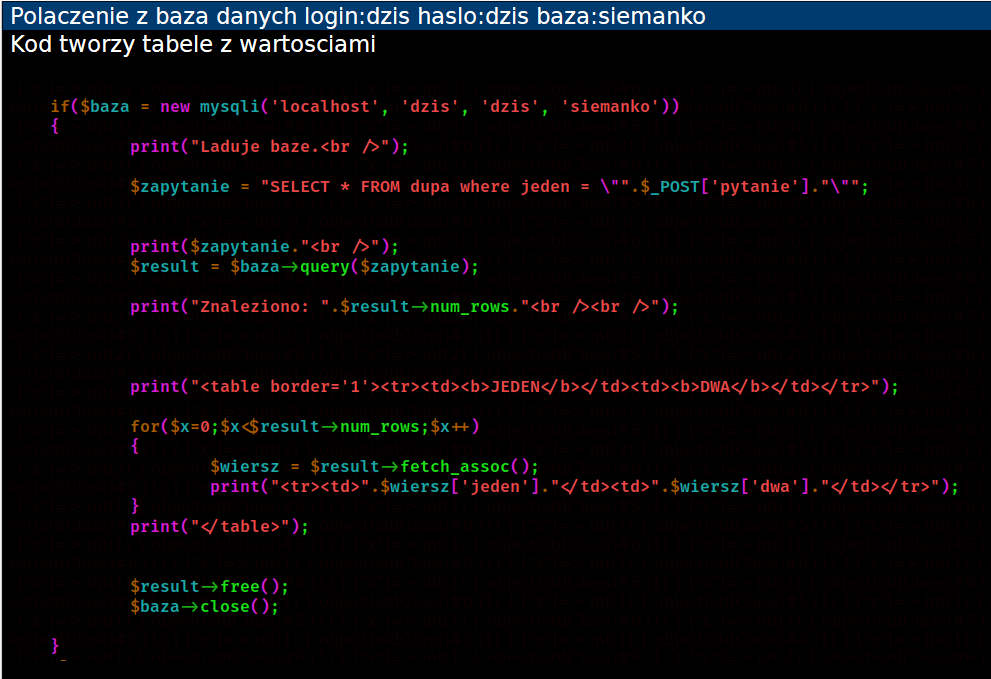 Polaczenie z baza danych login:dzis haslo:dzis baza:siemanko
Kod tworzy tabele z wartosciami
if($baza = new mysqli('localhost', 'dzis', 'dzis', 'siemanko'))
{
print("Laduje baze.<br />");
$zapytanie = "SELECT * FROM dupa where jeden = \"".$_POST['pytanie']."\"";
print($zapytanie."<br />");
$result = $baza->query($zapytanie);
print("Znaleziono: ".$result->num_rows."<br /><br />");
print("<table border='1'><tr><td><b>JEDEN</b></td><td><b>DWA</b></td></tr>");
for($x=0;$x<$result->num_rows;$x++)
{
$wiersz = $result->fetch_assoc();
print("<tr><td>".$wiersz['jeden']."</td><td>".$wiersz['dwa']."</td></tr>");
}
print("</table>");
$result->free();
$baza->close();
}